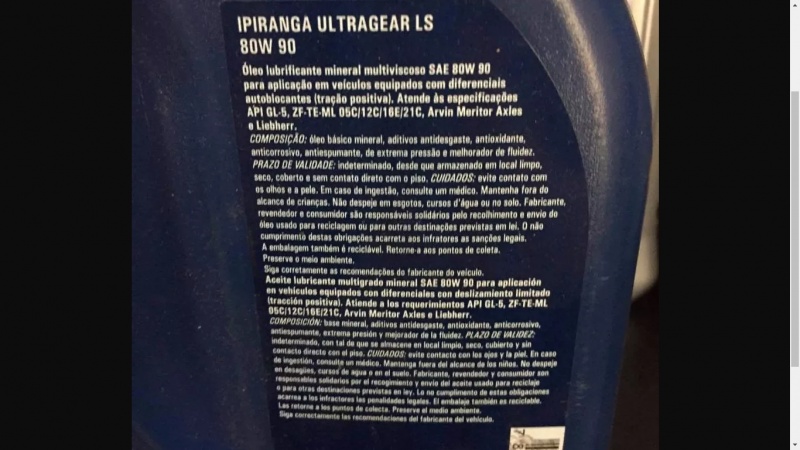 IPIRANGA ULTRAGEAR LS
80W 90
Óleo lubrificante mineral multiviscoso SAE 80W 90
para aplicação em veículos equipados com diferenciais
autoblocantes (tração positiva). Atende às especificações
API GL-5, ZF-TE-ML 05C/12C/16E/21C, Arvin Meritor Axles
e Liebherr.
COMPOSIÇÃO: óleo básico mineral, aditivos antidesgaste, antioxidante,
anticorrosivo, antiespumante, de extrema pressão e melhorador de fluidez.
PRAZO DE VALIDADE: indeterminado, desde que armazenado em local limpo,
seco, coberto e sem contato direto com o piso. CUIDADOS: evite contato com
os olhos e a pele. Em caso de ingestão, consulte um médico. Mantenha fora do
alcance de crianças. Não despeje em esgotos, cursos d'água ou no solo. Fabricante,
revendedor e consumidor são responsáveis solidários pelo recolhimento e envio do
óleo usado para reciclagem ou para outras destinações previstas em lei. O não
cumprimento destas obrigações acarreta aos infratores as sanções legais.
A embalagem também é reciclável. Retorne-a aos pontos de coleta.
Preserve o meio ambiente.
Siga corretamente as recomendações do fabricante do veículo.
Aceite lubricante multigrado mineral SAE 80W 90 para aplicación
en vehículos equipados con diferenciales con deslizamiento limitado
(tracción positiva). Atiende a los requerimientos API GL-5, ZF-TE-ML
05C/12C/16E/21C, Arvin Meritor Axles e Liebherr.
COMPOSICIÓN: base mineral, aditivos antidesgaste, antioxidante, anticorrosivo,
antiespumante, extrema presión y mejorador de la fluidez. PLAZO DE VALIDEZ:
indeterminado, con tal de que se almacene en local limpio, seco, cubierto y sin
contacto directo con el piso. CUIDADOS: evite contacto con los ojos y la piel. En caso
de ingestión, consulte un médico. Mantenga fuera del alcance de los niños. No despeje
en desagües, cursos de agua o en el suelo. Fabricante, revendedor y consumidor son
responsables solidarios por el recogimiento y envío del aceite usado para reciclaje
o para otras destinaciones previstas en ley. Lo no cumplimento de estas obligaciones
acarrea a los infractores las penalidades legales. El embalaje también es reciclable.
Las retorne a los puntos de colecta. Preserve el medio ambiente.
Siga correctamente las recomendaciones del fabricante del vehículo.